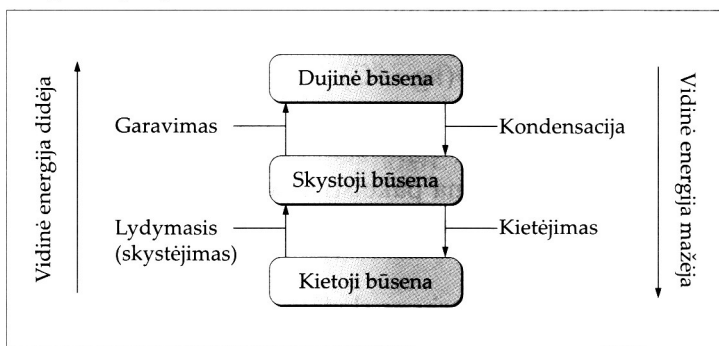 Vidinė energija didėja
Dujinė būsena
Garavimas
Kondensacija
Skystoji būsena
Lydymasis
(skystėjimas)
Kietėjimas
Kietoji būsena
Vidinė energija mažėja